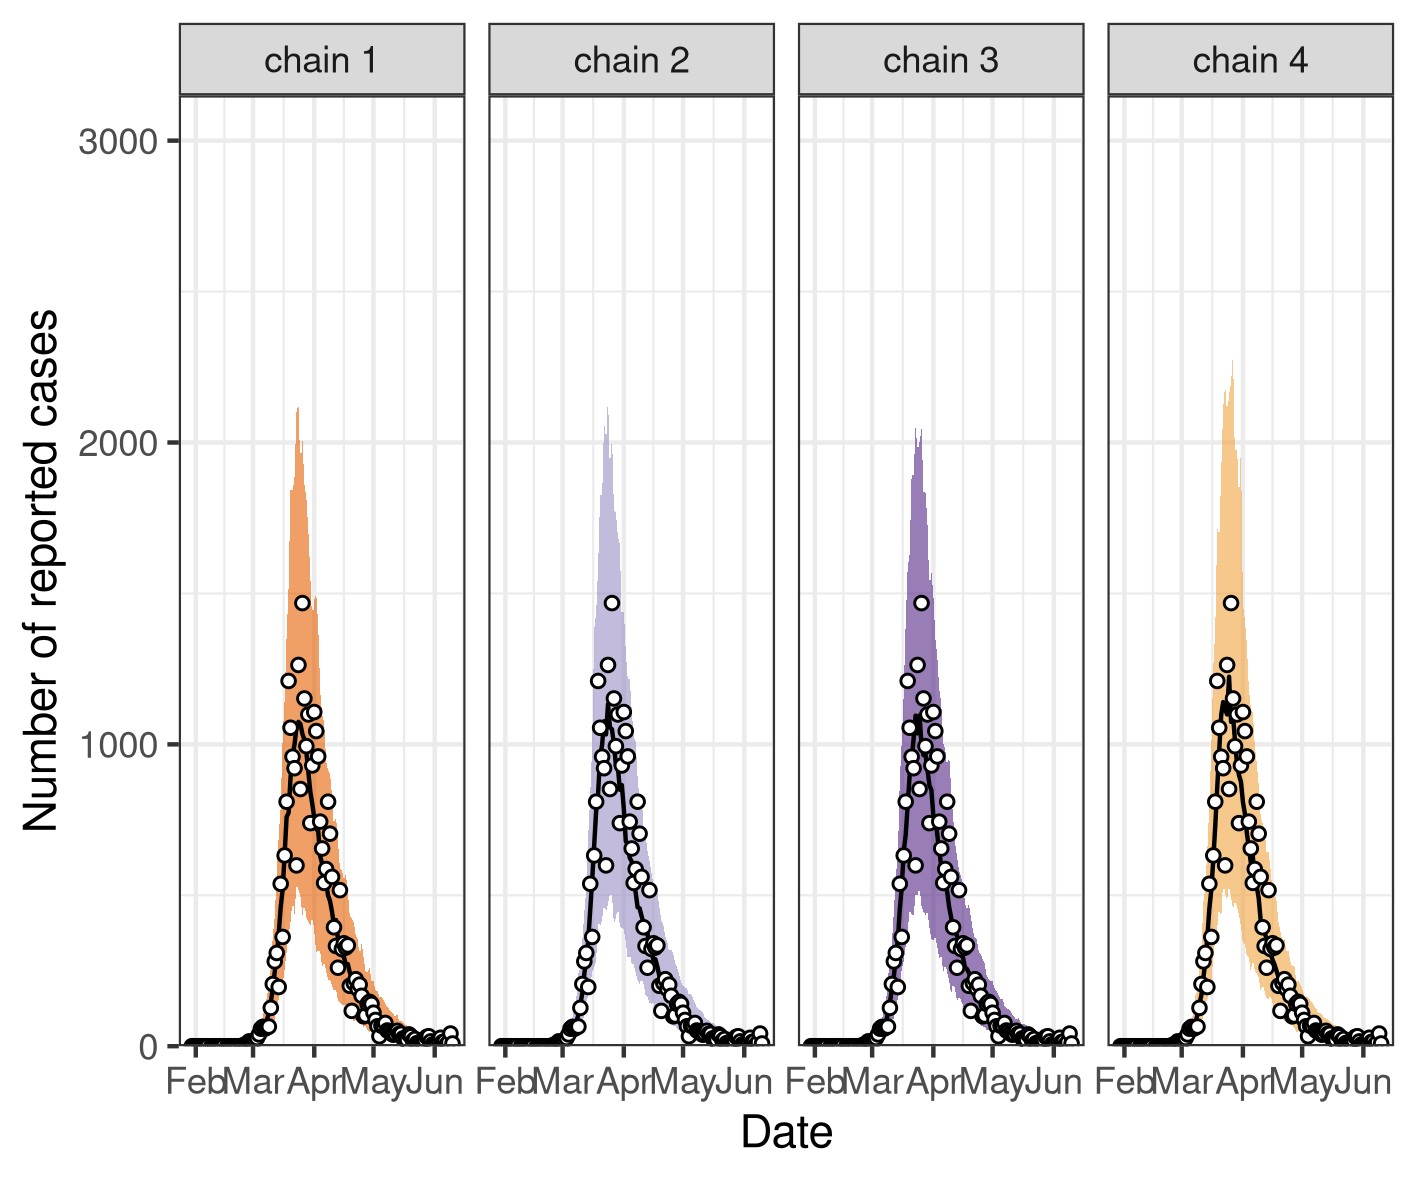 chain 1 chain 2 chain 3 chain 4
3000
2000
1000
0
Number of reported cases
Feb Mar Apr May Jun Feb Mar Apr May Jun Feb Mar Apr May Jun Feb Mar Apr May Jun
Date